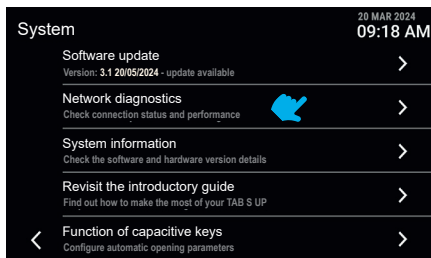 System
20 MAR 2024
09:18 AM
Software update
Version: 3.1 20/05/2024 - update available
Network diagnostics
Check connection status and performance
System information
Check the software and hardware version details
Revisit the introductory guide
Find out how to make the most of your TAB S UP
Function of capacitive keys
Configure automatic opening parameters